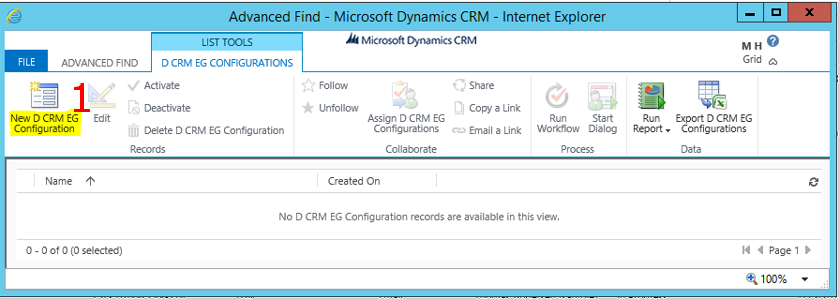 Advanced Find - Microsoft Dynamics CRM - Internet Explorer
LIST TOOLS
Microsoft Dynamics CRM
M H
Grid
FILE
ADVANCED FIND
D CRM EG CONFIGURATIONS
New D CRM EG
Configuration
1
Edit
Activate
Deactivate
Delete D CRM EG Configuration
Records
Follow
Unfollow
Assign D CRM EG
Configurations
Share
Copy a Link
Email a Link
Collaborate
Run
Workflow
Start
Dialog
Process
Run
Report
Export D CRM EG
Configurations
Data
Name
Created On
No D CRM EG Configuration records are available in this view.
0 - 0 of 0 (0 selected)
Page 1
100%